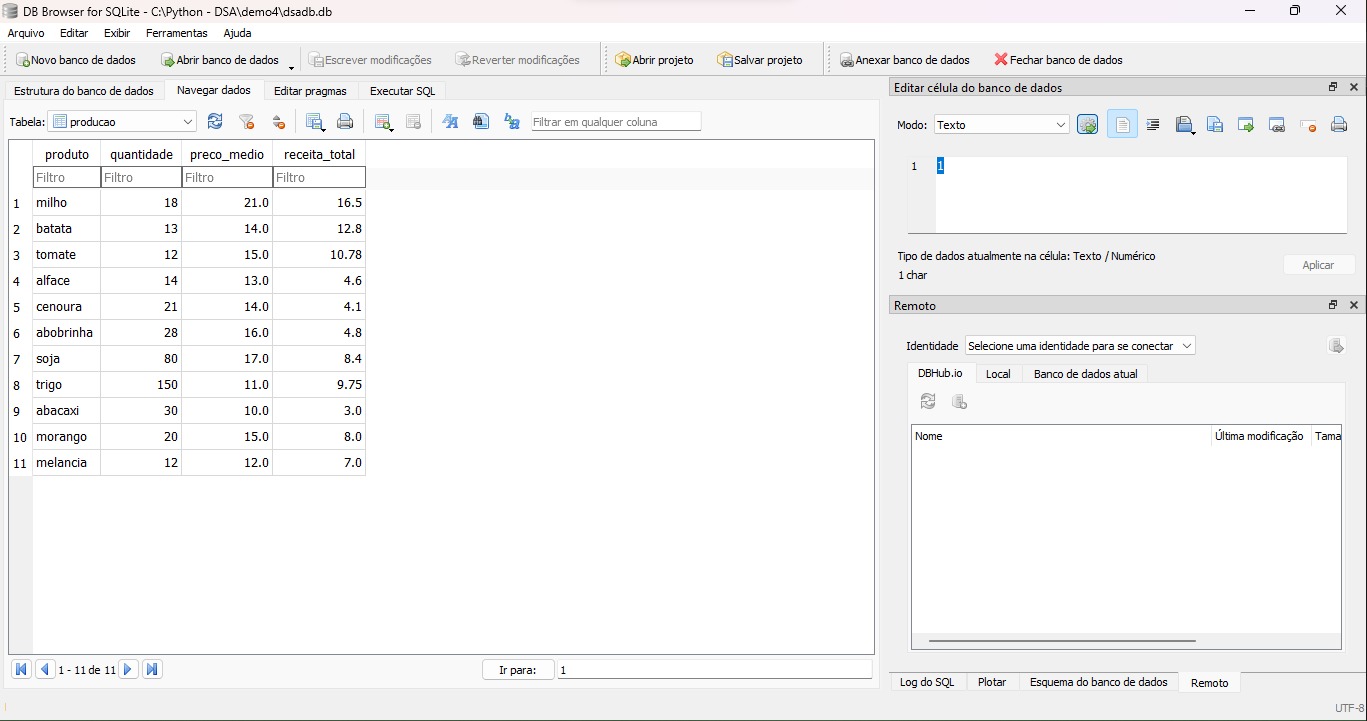 DB Browser for SQLite - C:\Python - DSA\demo4\dsadb.db
Arquivo Editar Exibir Ferramentas Ajuda
Novo banco de dados Abrir banco de dados Escrever modificações Reverter modificações Abrir projeto Salvar projeto Anexar banco de dados Fechar banco de dados
Estrutura do banco de dados Navegar dados Editar pragmas Executar SQL
Tabela: producao Filtrar em qualquer coluna
produto quantidade preco_medio receita_total
Filtro Filtro Filtro Filtro
1 milho 18 21.0 16.5
2 batata 13 14.0 12.8
3 tomate 12 15.0 10.78
4 alface 14 13.0 4.6
5 cenoura 21 14.0 4.1
6 abobrinha 28 16.0 4.8
7 soja 80 17.0 8.4
8 trigo 150 11.0 9.75
9 abacaxi 30 10.0 3.0
10 morango 20 15.0 8.0
11 melancia 12 12.0 7.0
1 - 11 de 11 Ir para: 1
Editar célula do banco de dados
Modo: Texto
1 1
Tipo de dados atualmente na célula: Texto / Numérico
1 char
Aplicar
Remoto
Identidade Selecione uma identidade para se conectar
DBHub.io Local Banco de dados atual
Nome Última modificação Tama
Log do SQL Plotar Esquema do banco de dados Remoto
UTF-8